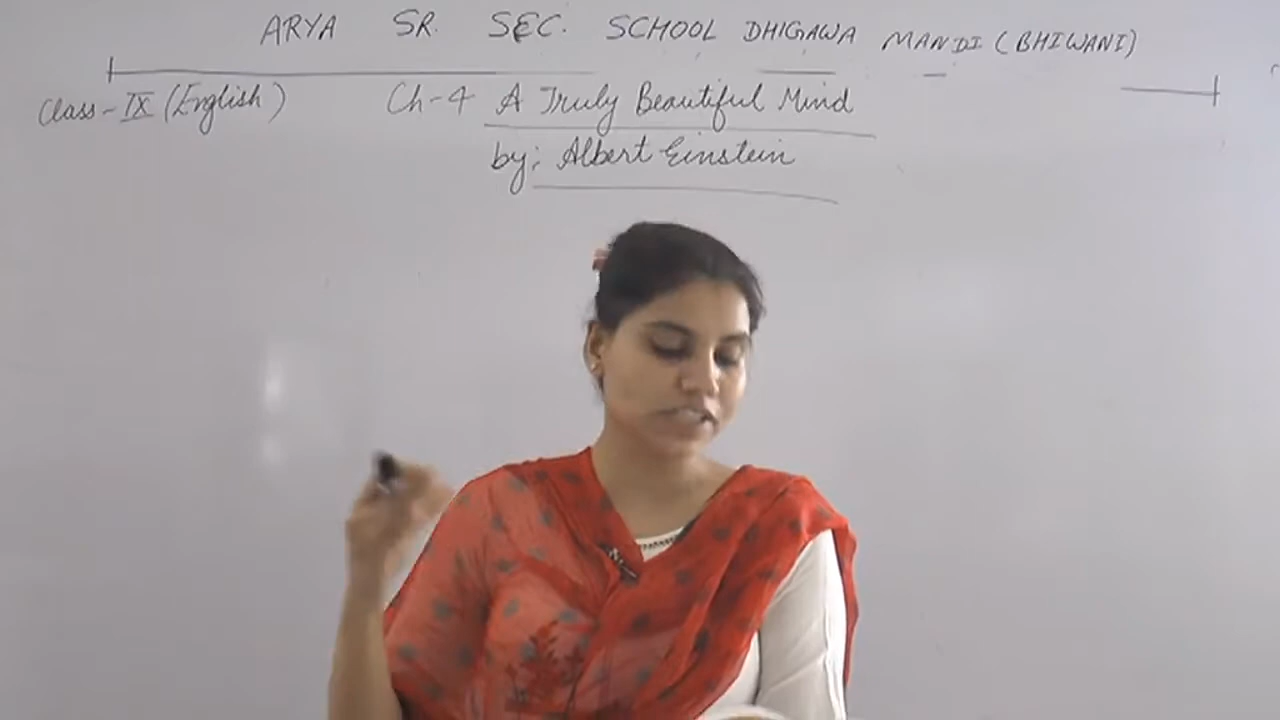 ARYA SR. SEC. SCHOOL DHIGAWA MANDI (BHIWANI)
Class-IX (English) Ch-4 A Truly Beautiful Mind
by: Albert Einstein